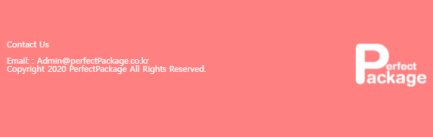 Contact Us
Email: : Admin@perfectPackage.co.kr
Copyright 2020 PerfectPackage All Rights Reserved.
Perfect
Package